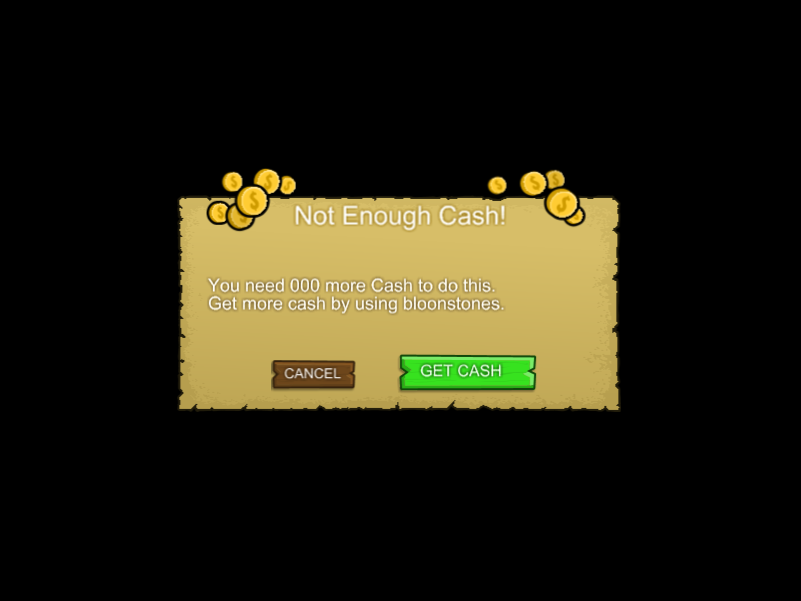 Not Enough Cash!
You need 000 more Cash to do this.
Get more cash by using bloonstones.
CANCEL
GET CASH